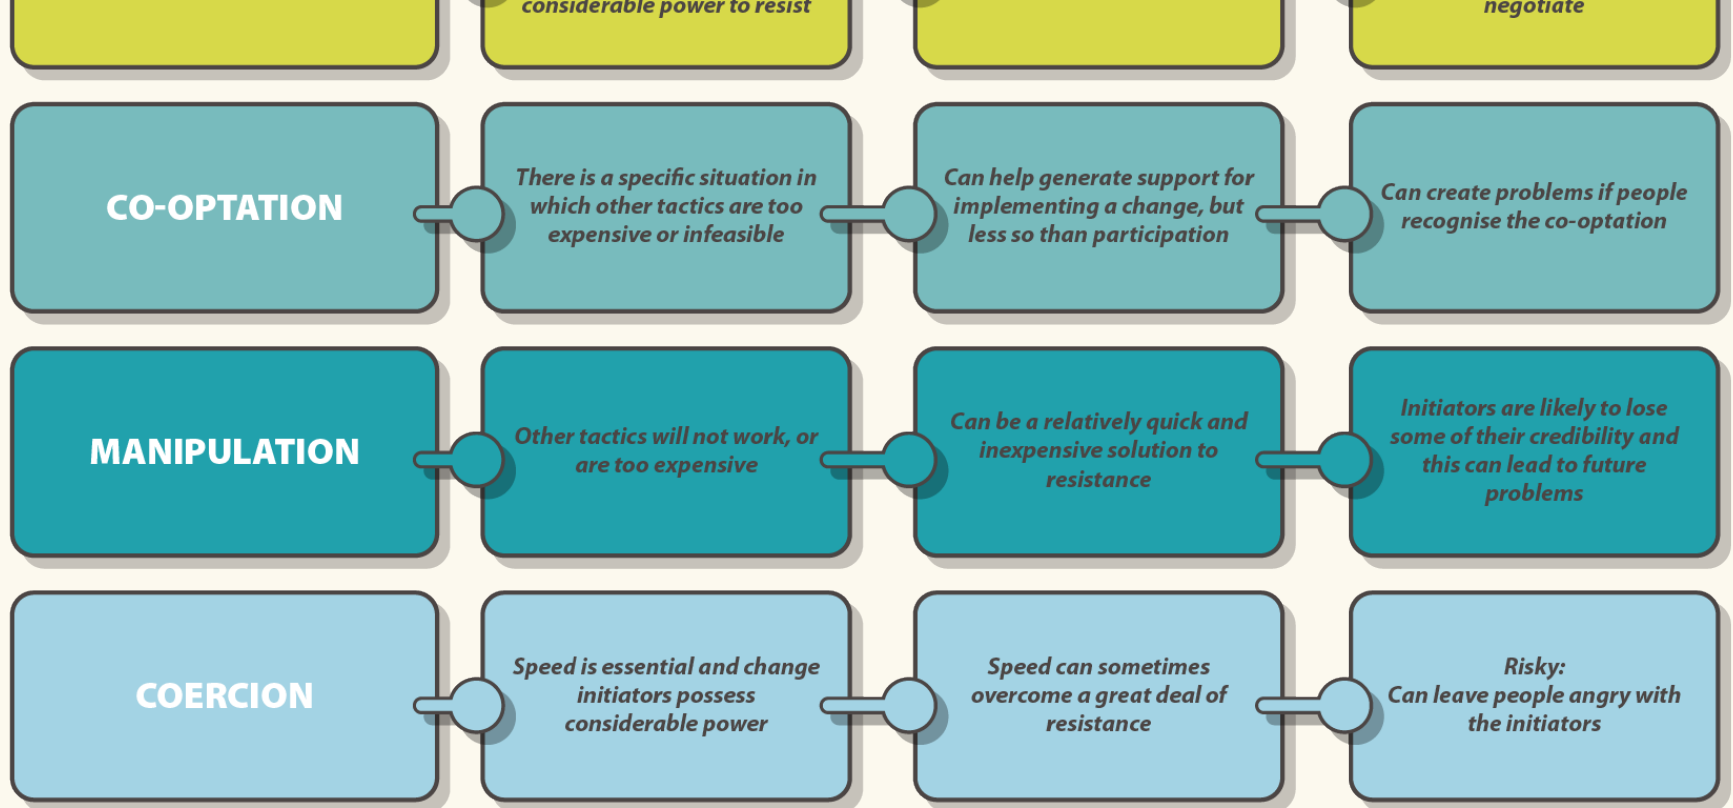 considerable power to resist
negotiate
CO-OPTATION
There is a specific situation in
which other tactics are too
expensive or infeasible
Can help generate support for
implementing a change, but
less so than participation
Can create problems if people
recognise the co-optation
MANIPULATION
Other tactics will not work, or
are too expensive
Can be a relatively quick and
inexpensive solution to
resistance
Initiators are likely to lose
some of their credibility and
this can lead to future
problems
COERCION
Speed is essential and change
initiators possess
considerable power
Speed can sometimes
overcome a great deal of
resistance
Risky:
Can leave people angry with
the initiators